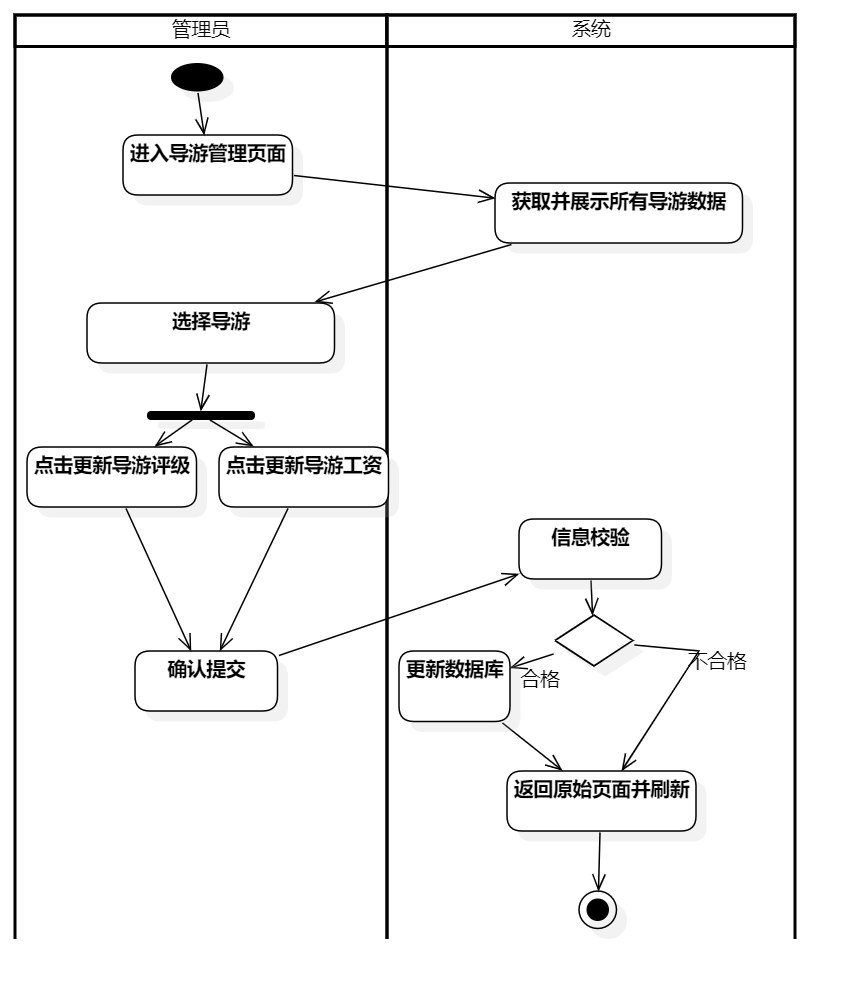 管理员
系统
进入导游管理页面
获取并展示所有导游数据
选择导游
点击更新导游评级
点击更新导游工资
信息校验
确认提交
更新数据库
合格
不合格
返回原始页面并刷新